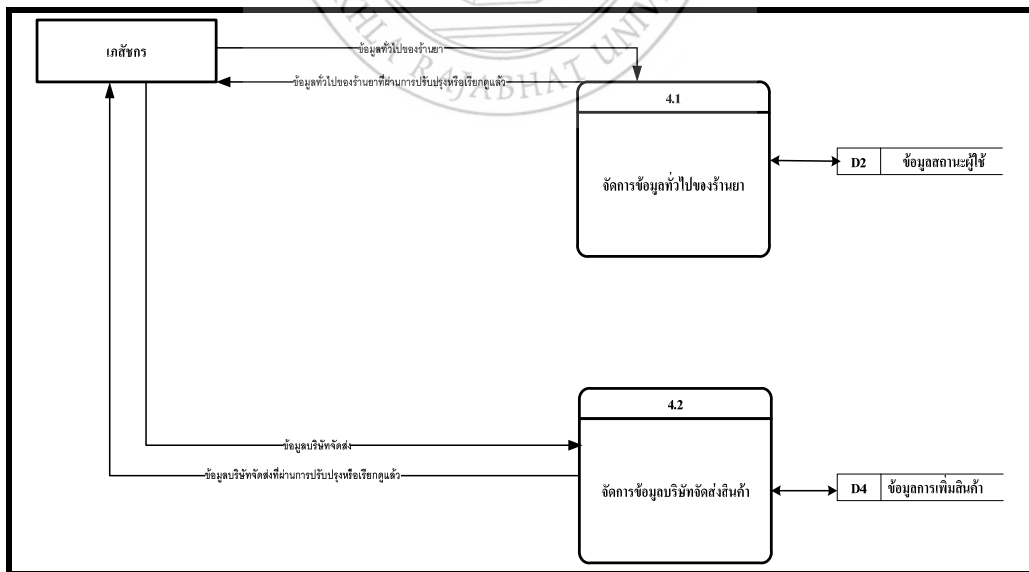 เภสัชกร
ข้อมูลทั่วไปของร้านยา
ข้อมูลทั่วไปของร้านยาที่ผ่านการปรับปรุงหรือเรียกดูแล้ว
RAJABHAT UNIV
4.1
จัดการข้อมูลทั่วไปของร้านยา
D2 ข้อมูลสถานะผู้ใช้
4.2
ข้อมูลบริษัทจัดส่ง
ข้อมูลบริษัทจัดส่งที่ผ่านการปรับปรุงหรือเรียกดูแล้ว
จัดการข้อมูลบริษัทจัดส่งสินค้า
D4 ข้อมูลการเพิ่มสินค้า